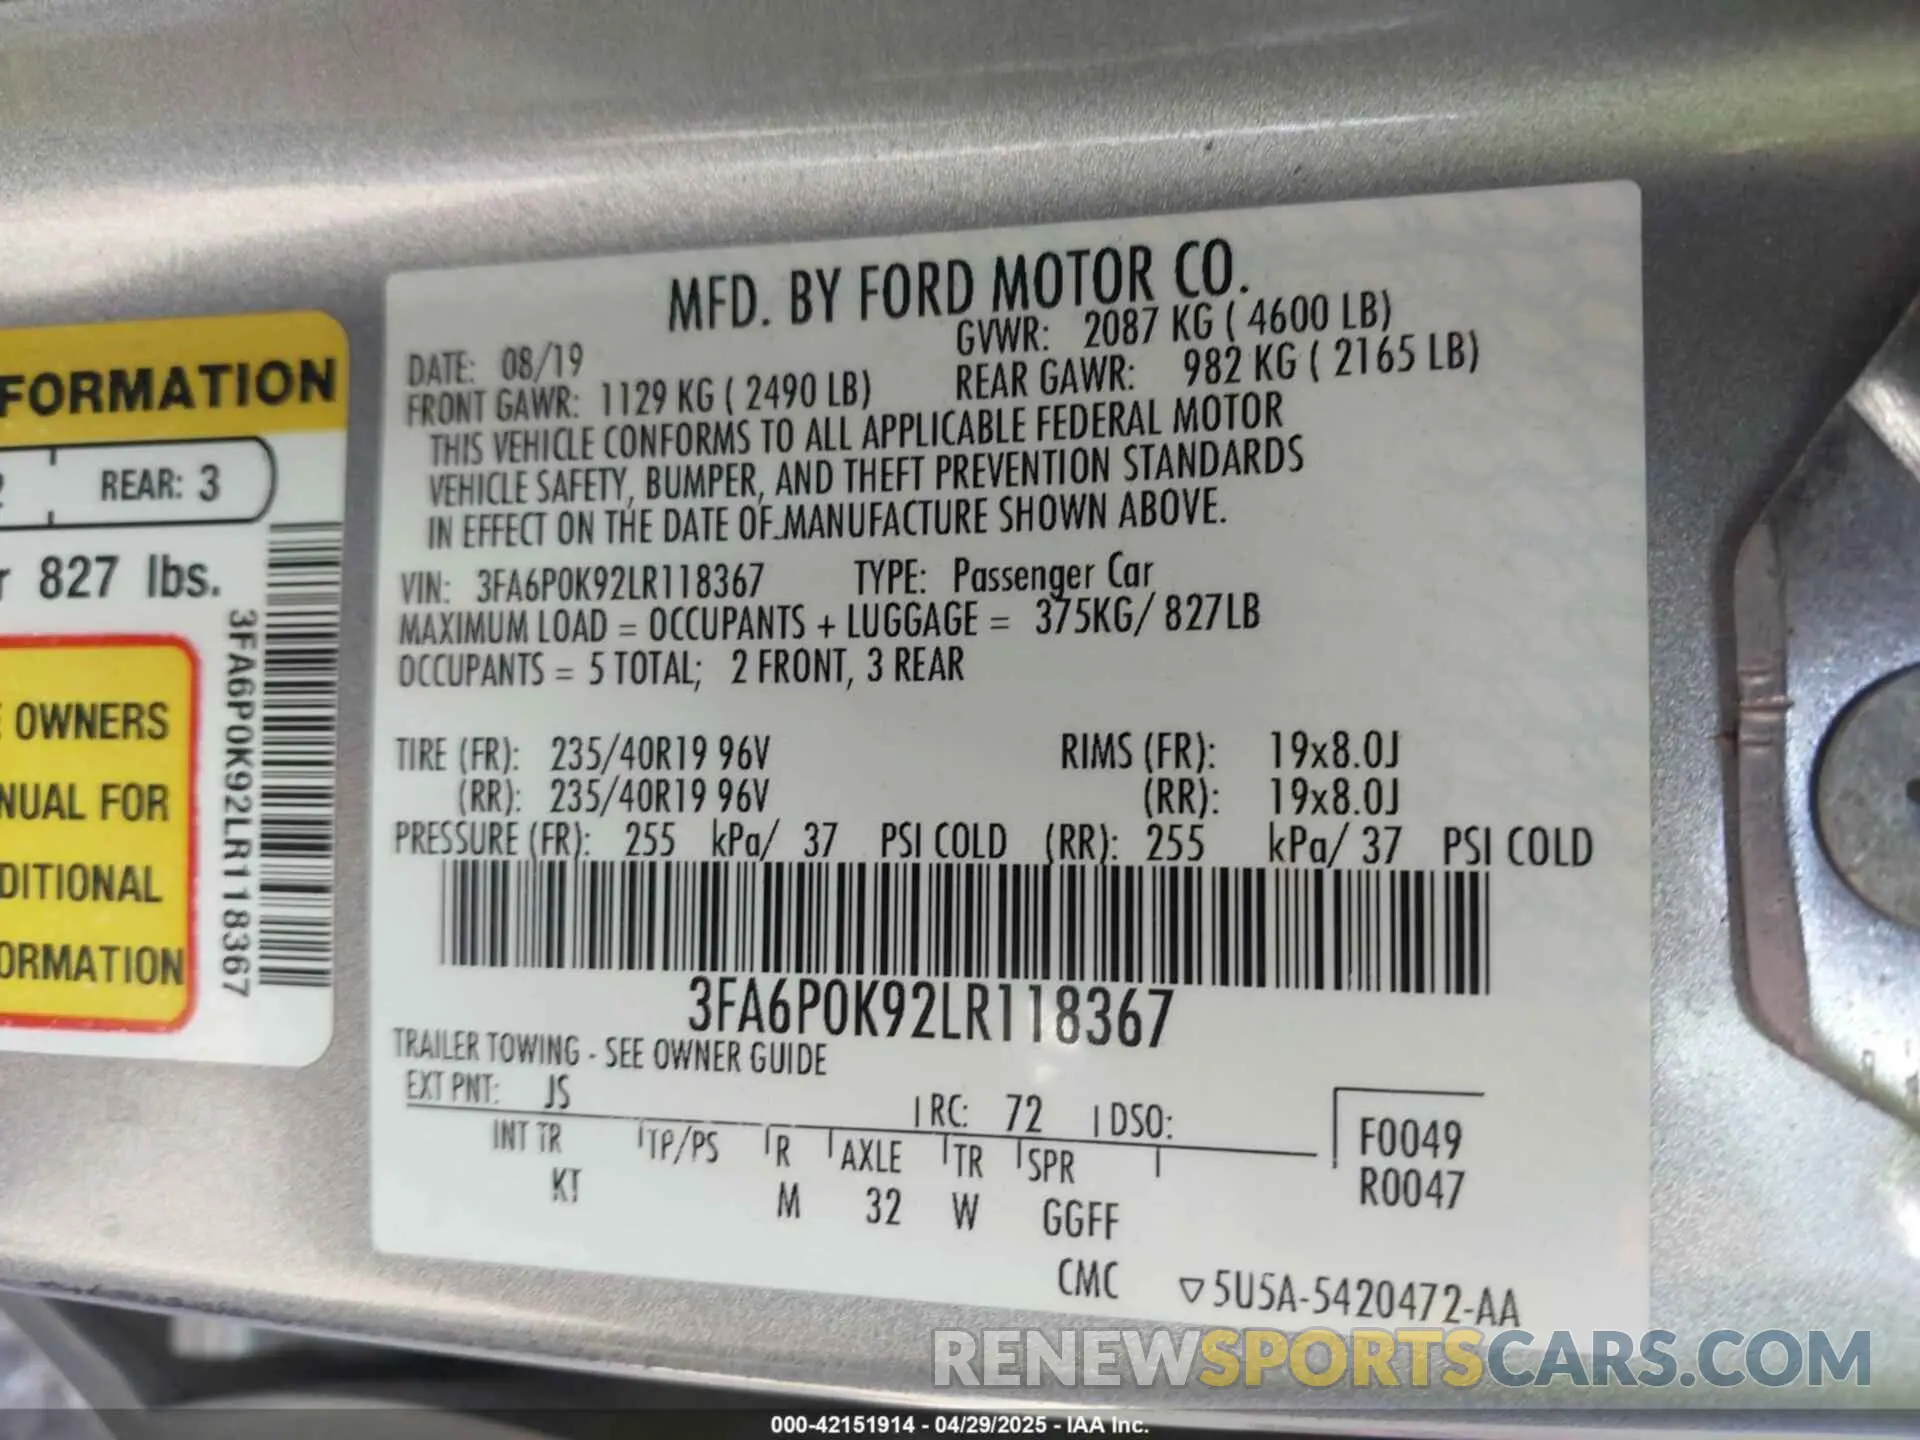 FORMATION
REAR: 3
827 lbs.
OWNERS
NUAL FOR
DITIONAL
ORMATION
3FA6P0K92LR118367
MFD. BY FORD MOTOR CO.
DATE: 08/19 GVWR: 2087 KG ( 4600 LB)
FRONT GAWR: 1129 KG ( 2490 LB) REAR GAWR: 982 KG ( 2165 LB)
THIS VEHICLE CONFORMS TO ALL APPLICABLE FEDERAL MOTOR
VEHICLE SAFETY, BUMPER, AND THEFT PREVENTION STANDARDS
IN EFFECT ON THE DATE OF MANUFACTURE SHOWN ABOVE.
VIN: 3FA6P0K92LR118367 TYPE: Passenger Car
MAXIMUM LOAD = OCCUPANTS + LUGGAGE = 375KG/ 827LB
OCCUPANTS = 5 TOTAL; 2 FRONT, 3 REAR
TIRE (FR): 235/40R19 96V RIMS (FR): 19x8.0J
(RR): 235/40R19 96V (RR): 19x8.0J
PRESSURE (FR): 255 kPa/ 37 PSI COLD (RR): 255 kPa/ 37 PSI COLD
3FA6P0K92LR118367
TRAILER TOWING - SEE OWNER GUIDE
EXT PNT: JS RC: 72 DSO:
INT TR TP/PS R AXLE TR SPR F0049
KT M 32 W GGFF R0047
CMC ▽5U5A-5420472-AA
RENEWSPORTSCARS.COM
000-42151914 - 04/29/2025 - IAA Inc.